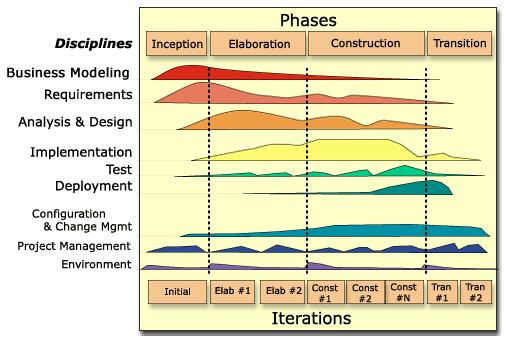 Phases
Disciplines
Inception
Elaboration
Construction
Transition
Business Modeling
Requirements
Analysis & Design
Implementation
Test
Deployment
Configuration
& Change Mgmt
Project Management
Environment
Initial
Elab #1
Elab #2
Const
#1
Const
#2
Const
#N
Tran
#1
Tran
#2
Iterations